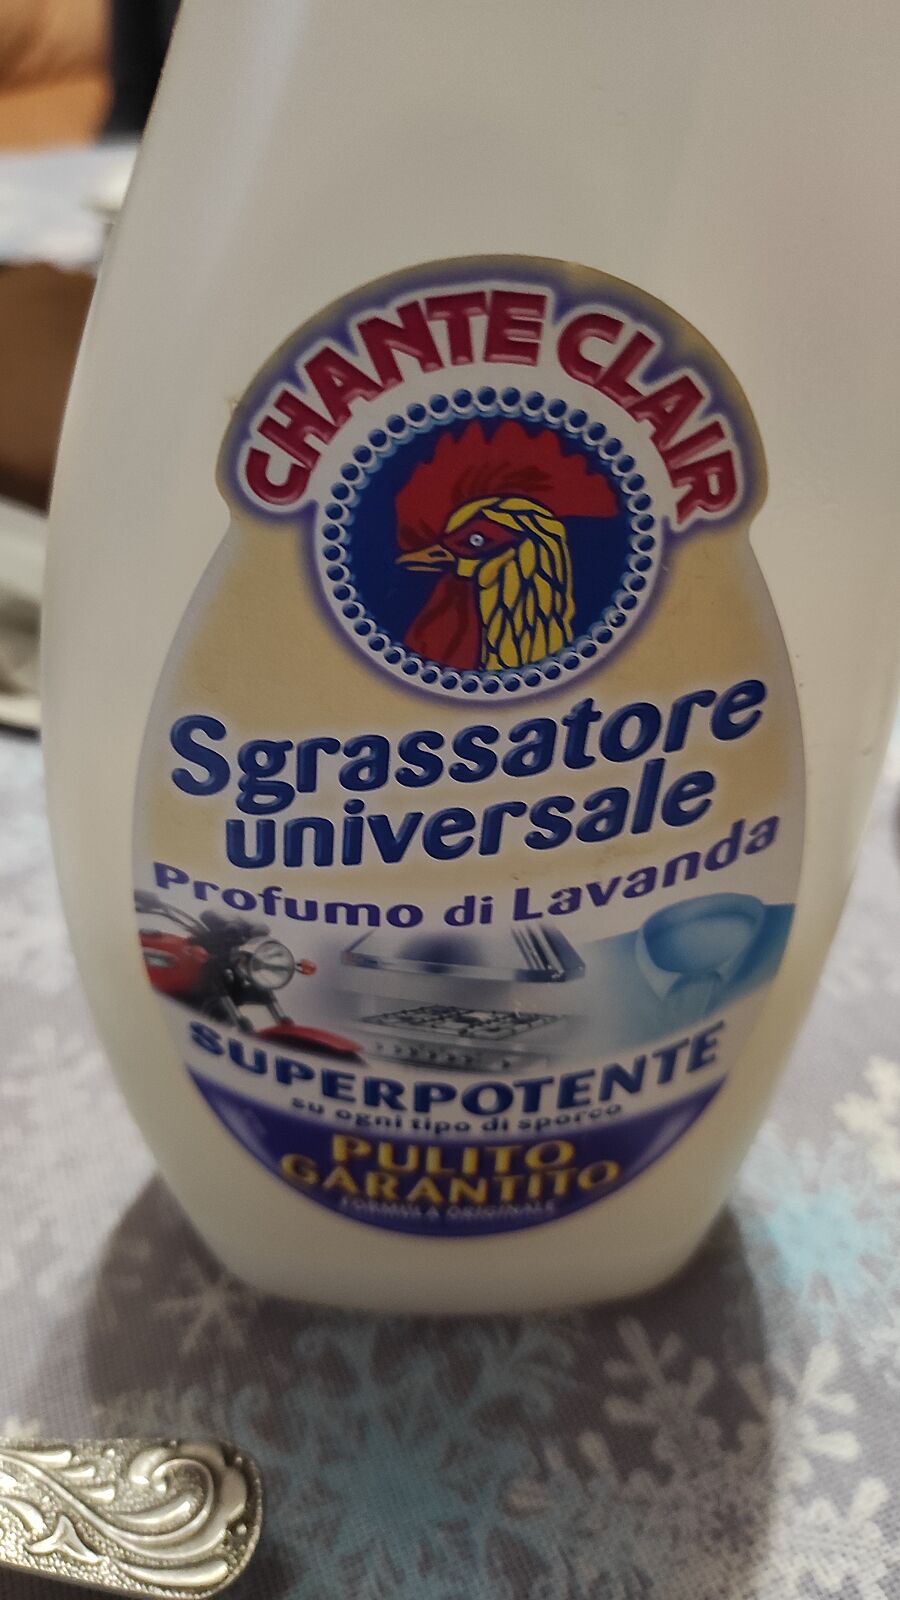 CHANTE CLAIR
Sgrassatore
universale
Profumo di Lavanda
SUPERPOTENTE
su ogni tipo di sporco
PULITO
GARANTITO
FORMULA ORIGINALE